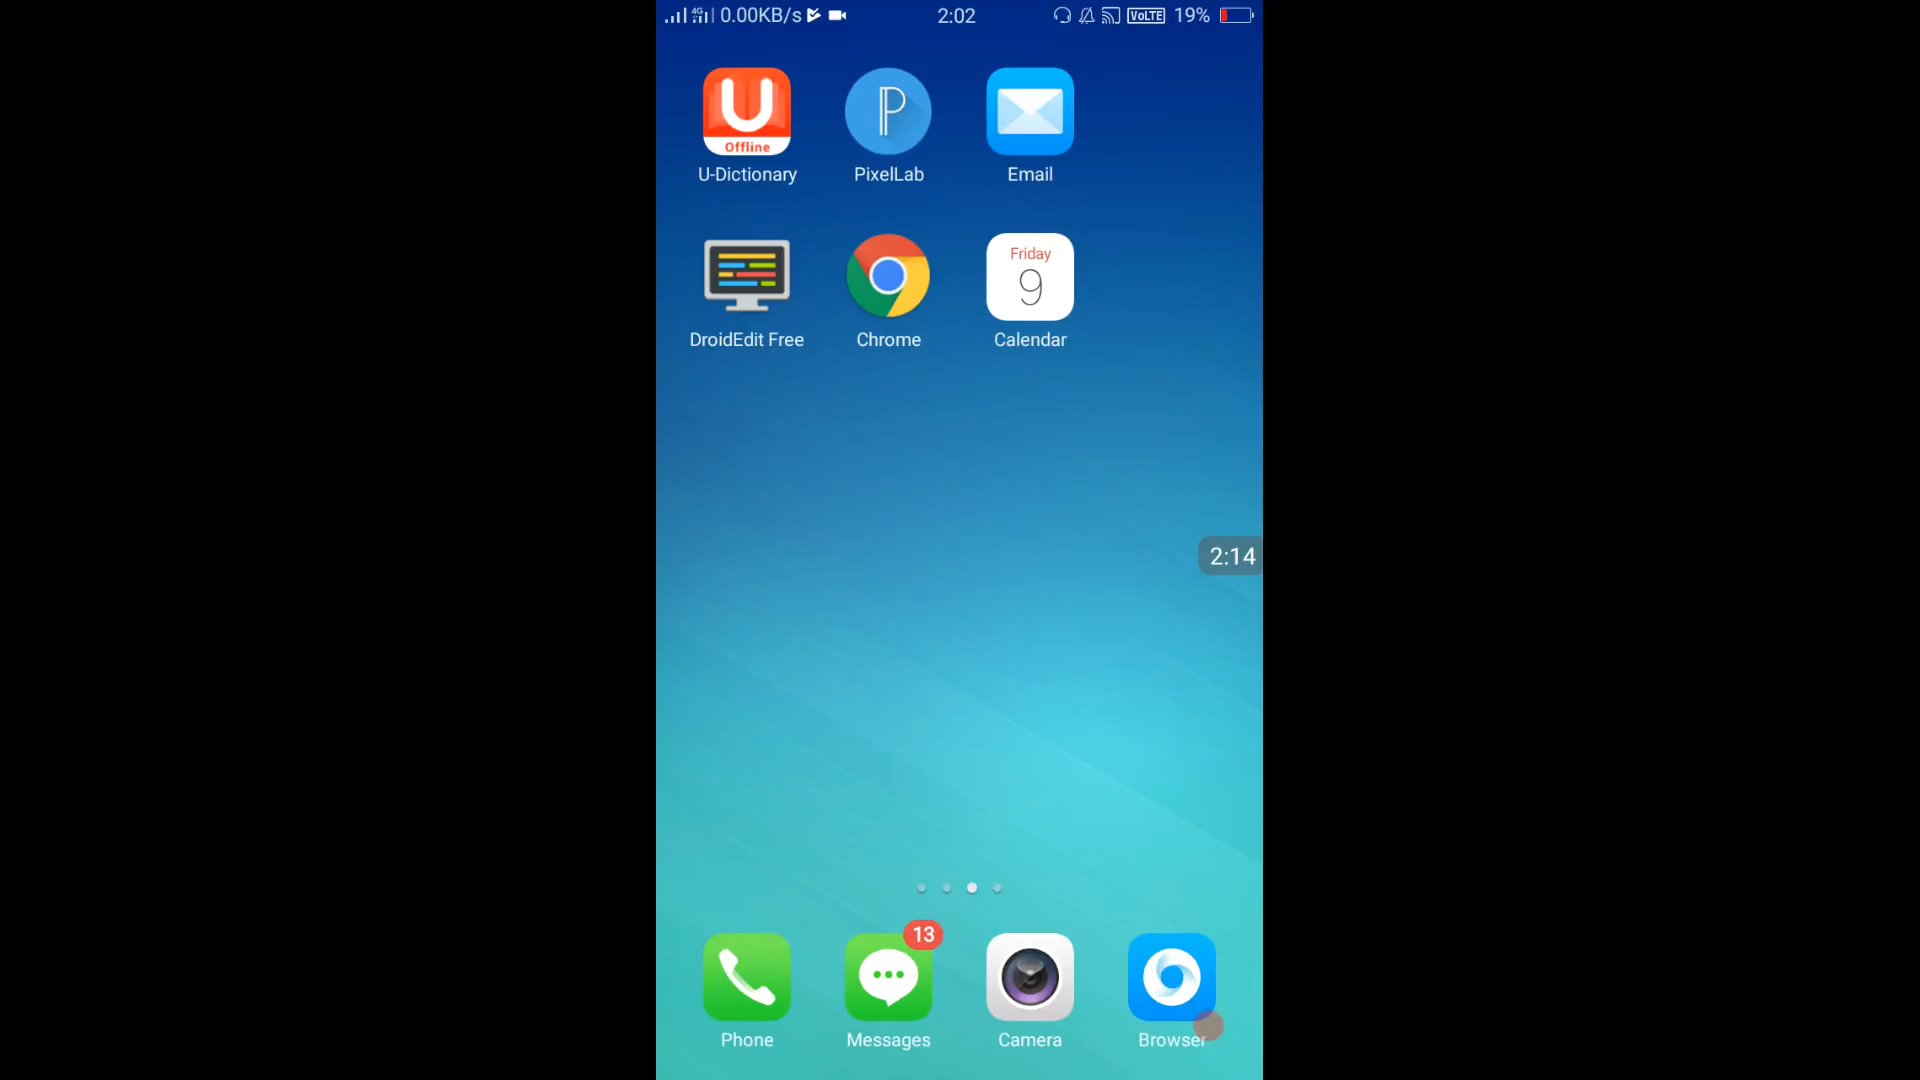 4G 0.00KB/s 2:02 VoLTE 19%
U Offline
P
U-Dictionary PixelLab Email
Friday
9
DroidEdit Free Chrome Calendar
2:14
13
Phone Messages Camera Browser